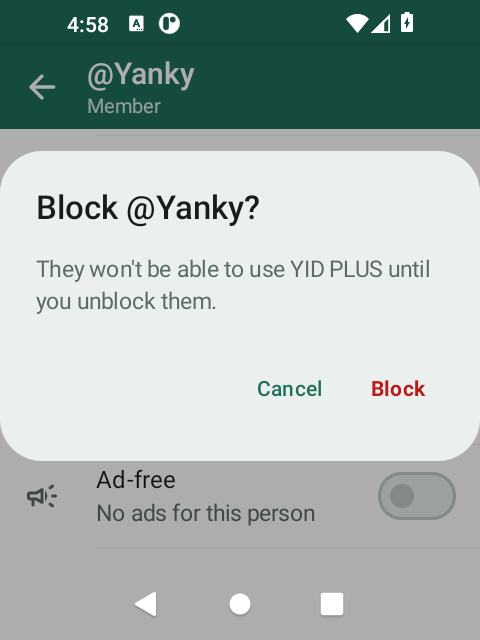 4:58
@Yanky
Member
Block @Yanky?
They won't be able to use YID PLUS until
you unblock them.
Cancel
Block
Ad-free
No ads for this person